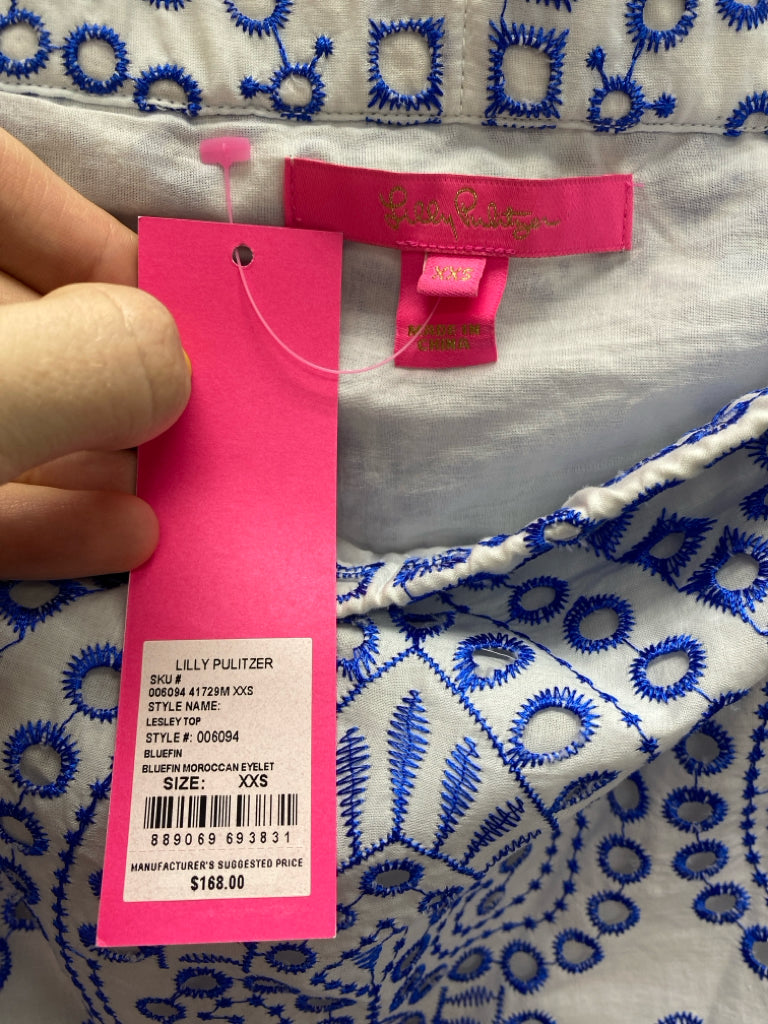 Lilly Pulitzer
XXS
MADE IN
CHINA
LILLY PULITZER
SKU #
006094 41729M XXS
STYLE NAME:
LESLEY TOP
STYLE #: 006094
BLUEFIN
BLUEFIN MOROCCAN EYELET
SIZE: XXS
889069 693831
MANUFACTURER'S SUGGESTED PRICE
$168.00